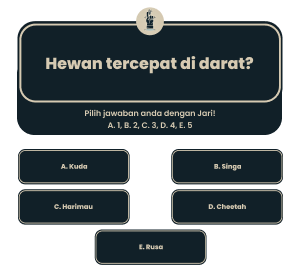 Hewan tercepat di darat?
Pilih jawaban anda dengan Jari!
A. 1, B. 2, C. 3, D. 4, E. 5
A. Kuda
B. Singa
C. Harimau
D. Cheetah
E. Rusa